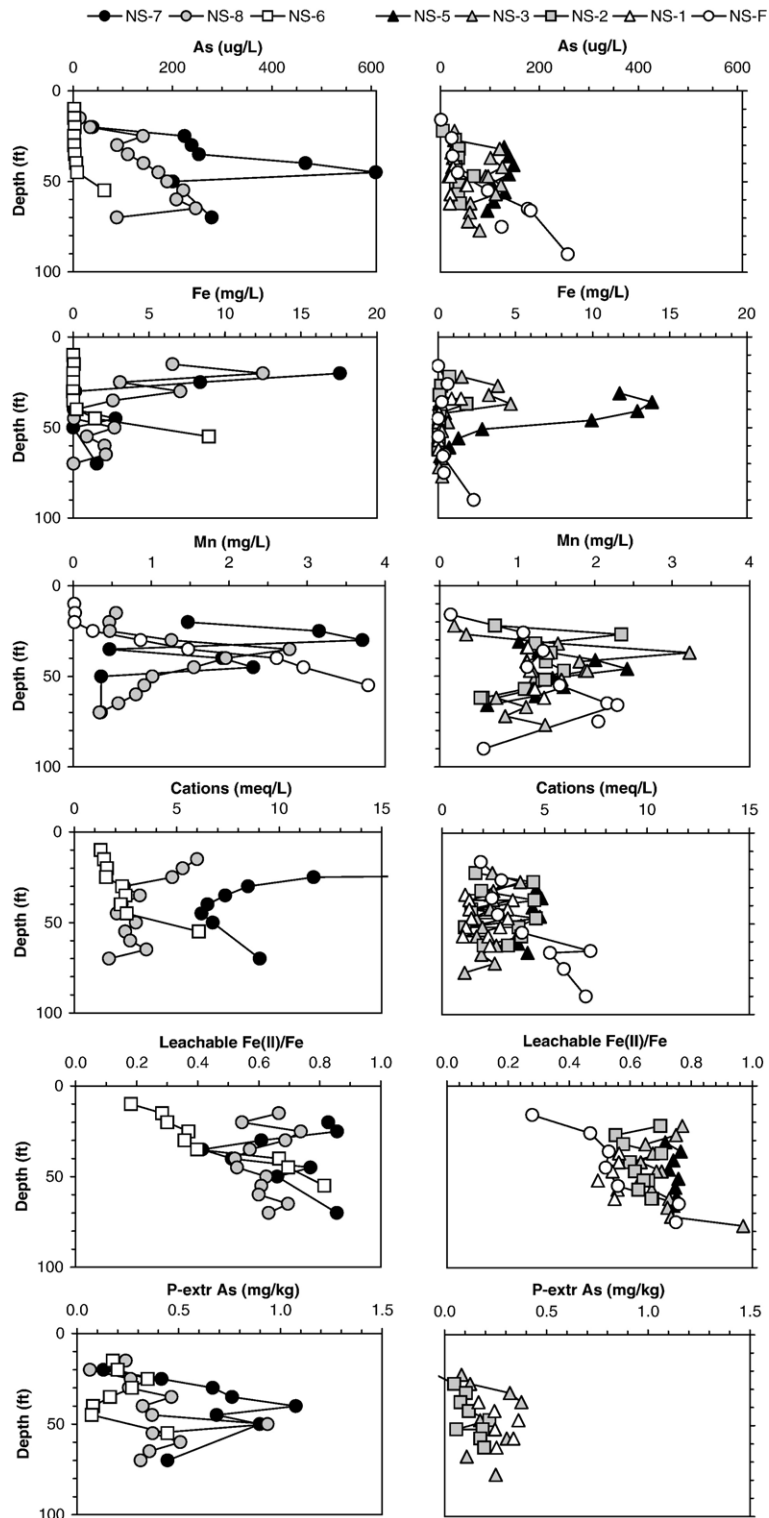 NS-7 NS-8 NS-6 NS-5 NS-3 NS-2 NS-1 NS-F
As (ug/L) As (ug/L)
0 200 400 600 0 200 400 600
0
50
100
Depth (ft)
Fe (mg/L) Fe (mg/L)
0 5 10 15 20 0 5 10 15 20
0
50
100
Depth (ft)
Mn (mg/L) Mn (mg/L)
0 1 2 3 4 0 1 2 3 4
0
50
100
Depth (ft)
Cations (meq/L) Cations (meq/L)
0 5 10 15 0 5 10 15
0
50
100
Depth (ft)
Leachable Fe(II)/Fe Leachable Fe(II)/Fe
0.0 0.2 0.4 0.6 0.8 1.0 0.0 0.2 0.4 0.6 0.8 1.0
0
50
100
Depth (ft)
P-extr As (mg/kg) P-extr As (mg/kg)
0.0 0.5 1.0 1.5 0.0 0.5 1.0 1.5
0
50
100
Depth (ft)